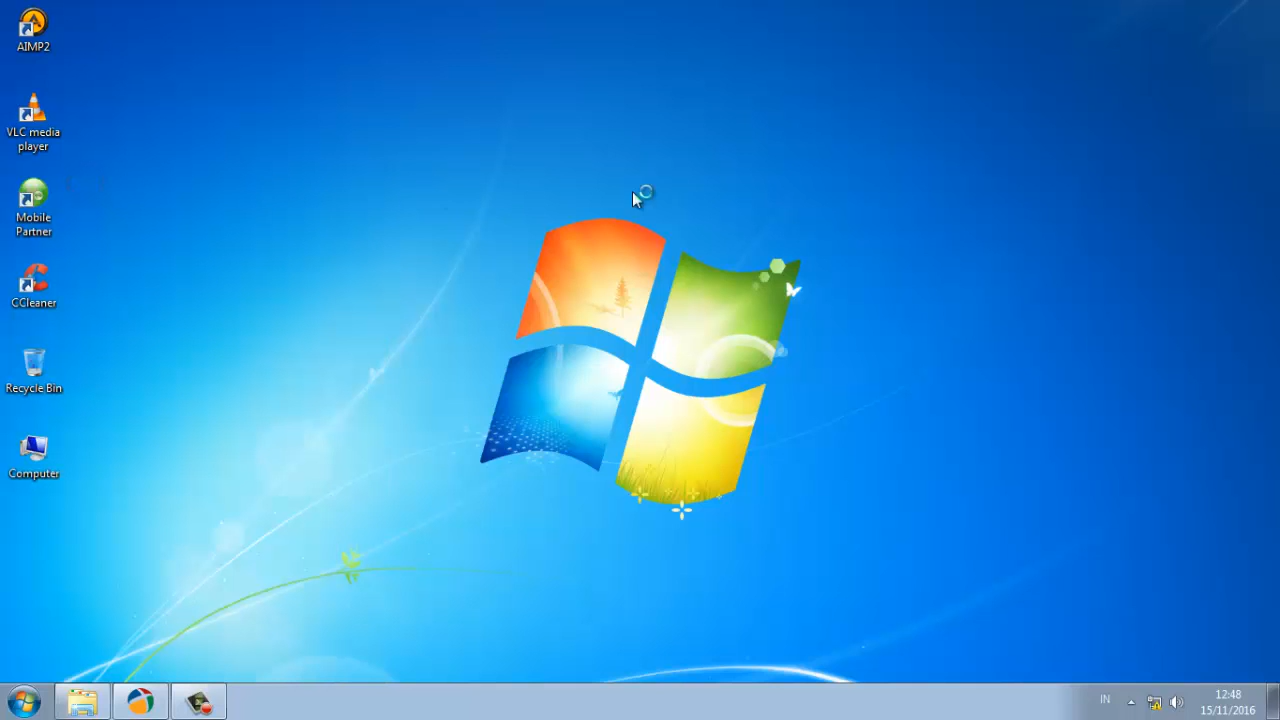 AIMP2
VLC media
player
Mobile
Partner
CCleaner
Recycle Bin
Computer
IN
12:48
15/11/2016